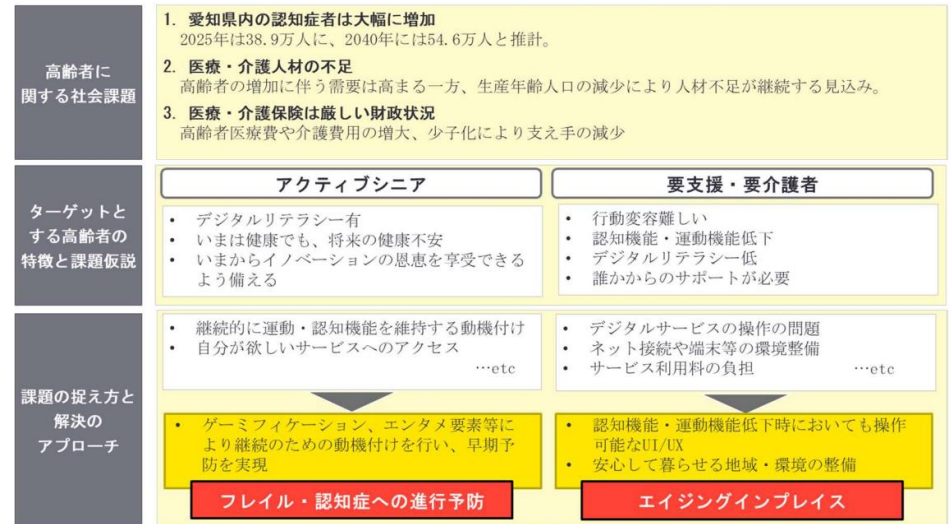 高齢者に
関する社会課題
1. 愛知県内の認知症者は大幅に増加
2025年は38.9万人に、2040年には54.6万人と推計。
2. 医療・介護人材の不足
高齢者の増加に伴う需要は高まる一方、生産年齢人口の減少により人材不足が継続する見込み。
3. 医療・介護保険は厳しい財政状況
高齢者医療費や介護費用の増大、少子化により支え手の減少
ターゲットと
する高齢者の
特徴と課題仮説
アクティブシニア
• デジタルリテラシー有
• いまは健康でも、将来の健康不安
• いまからイノベーションの恩恵を享受できる
よう備える
要支援・要介護者
• 行動変容難しい
• 認知機能・運動機能低下
• デジタルリテラシー低
• 誰かからのサポートが必要
課題の捉え方と
解決の
アプローチ
• 継続的に運動・認知機能を維持する動機付け
• 自分が欲しいサービスへのアクセス
…etc
• ゲーミフィケーション、エンタメ要素等に
より継続のための動機付けを行い、早期予
防を実現
フレイル・認知症への進行予防
• デジタルサービスの操作の問題
• ネット接続や端末等の環境整備
• サービス利用料の負担 …etc
• 認知機能・運動機能低下時においても操作
可能なUI/UX
• 安心して暮らせる地域・環境の整備
エイジングインプレイス